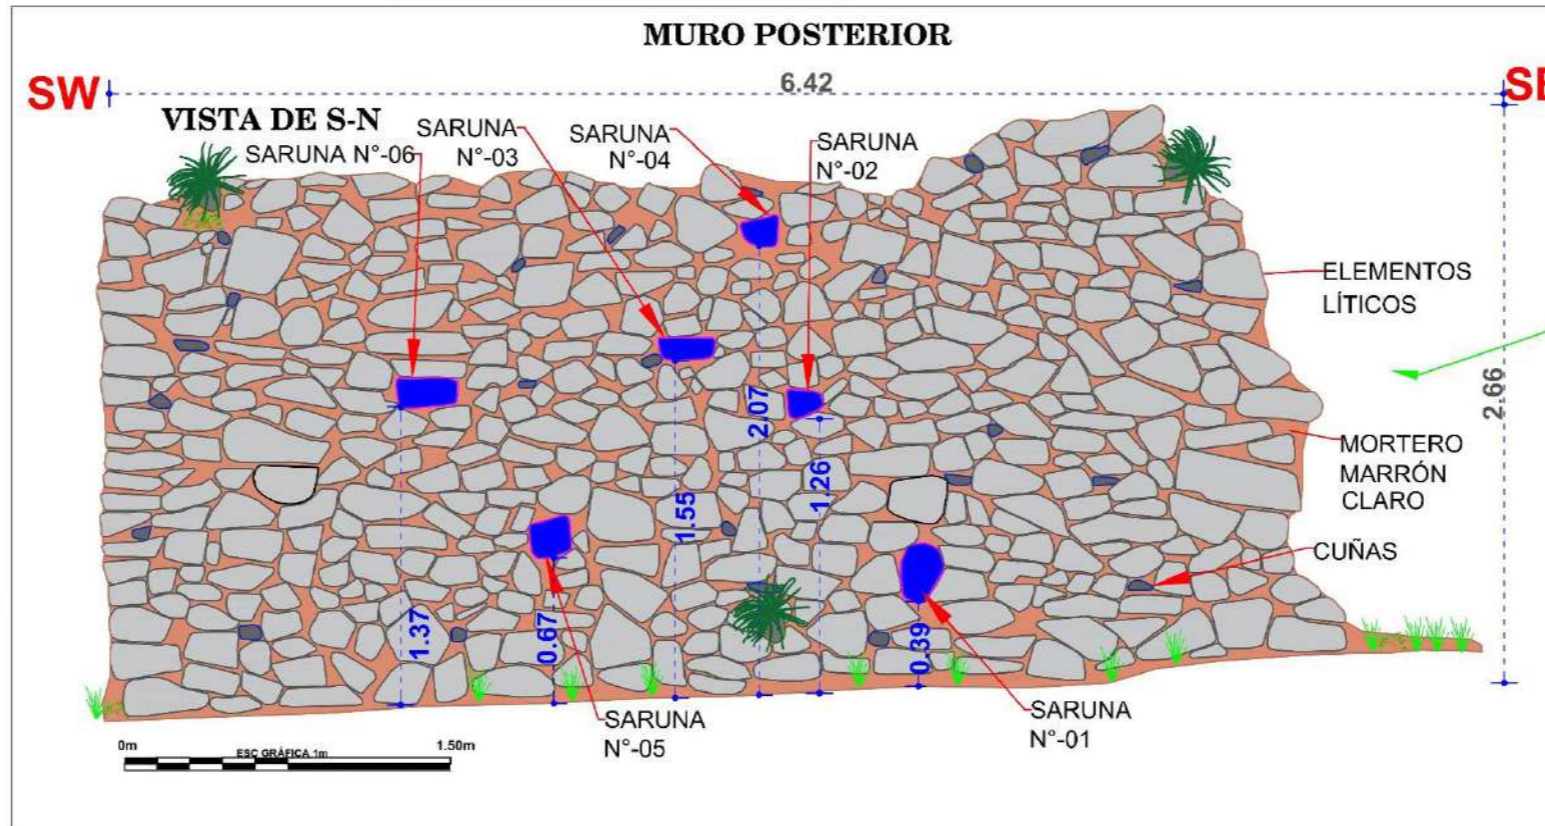 MURO POSTERIOR
SW
6.42
VISTA DE S-N
SARUNA N°-06
SARUNA
N°-03
SARUNA
N°-04
SARUNA
N°-02
ELEMENTOS
LÍTICOS
2.66
MORTERO
MARRÓN
CLARO
CUÑAS
2.07
1.26
1.55
1.37
0.67
0.39
SARUNA
N°-05
SARUNA
N°-01
0m
ESC GRÁFICA 1m
1.50m